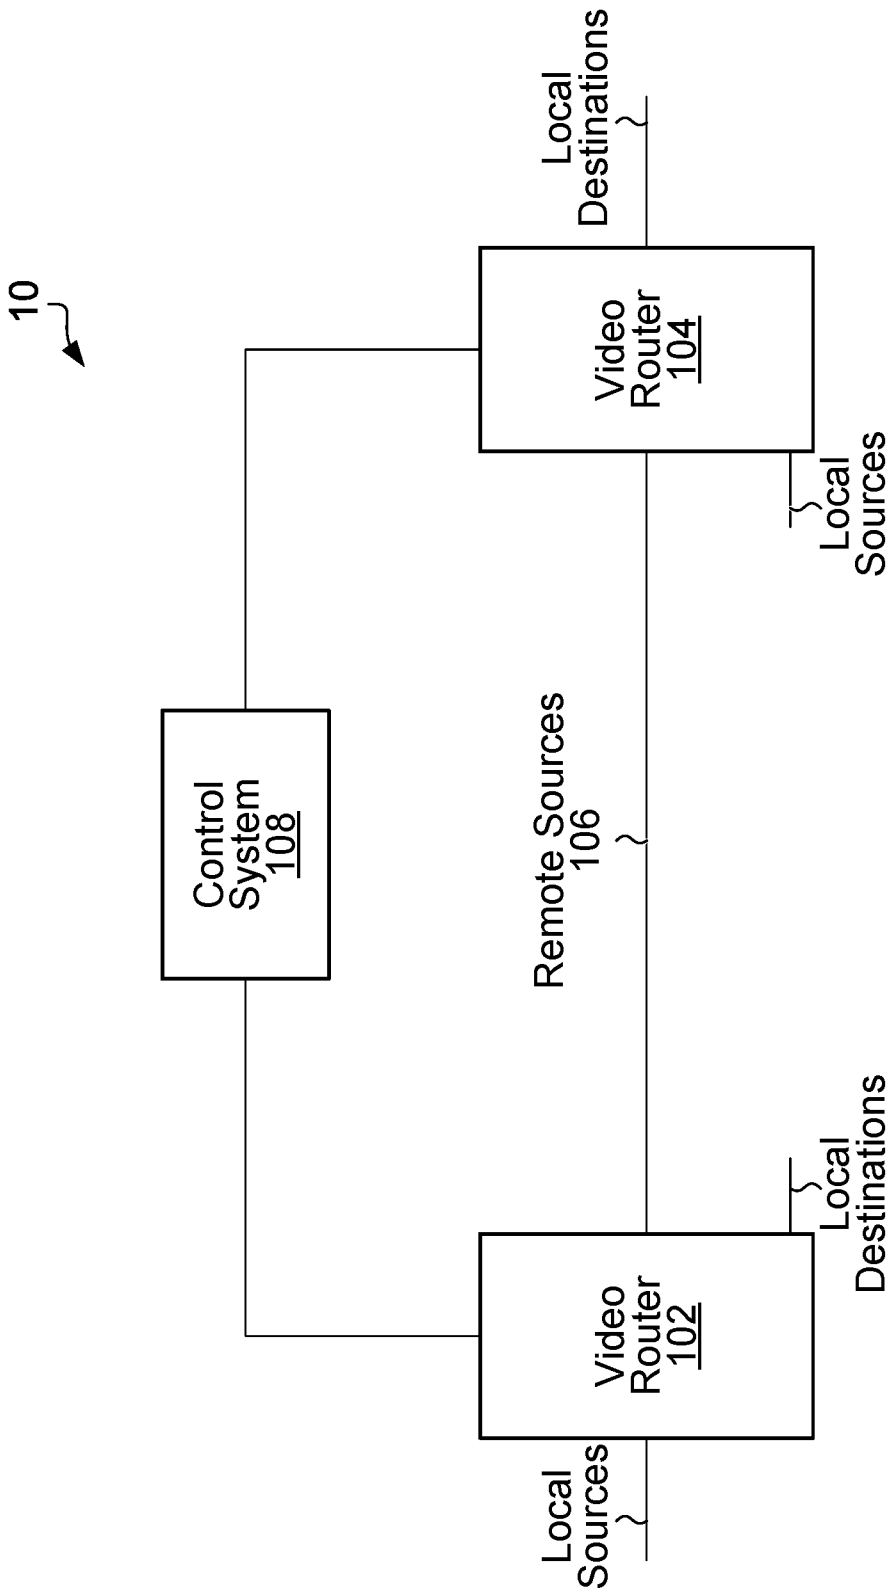 10
Control
System
108
Remote Sources
106
Local
Sources
Video
Router
102
Local
Destinations
Video
Router
104
Local
Destinations
Local
Sources